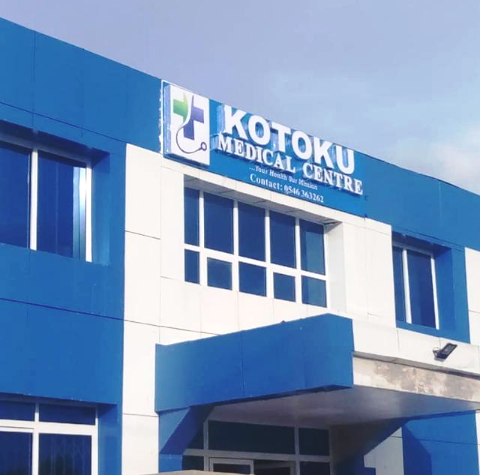 KOTOKU
MEDICAL CENTRE
...Your Health Our Mission
Contact: 0546 363262